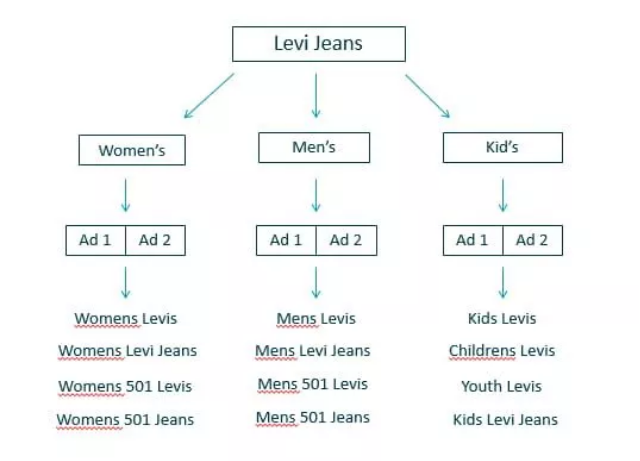 Levi Jeans
Women's
Men's
Kid's
Ad 1 Ad 2
Ad 1 Ad 2
Ad 1 Ad 2
Womens Levis
Womens Levi Jeans
Womens 501 Levis
Womens 501 Jeans
Mens Levis
Mens Levi Jeans
Mens 501 Levis
Mens 501 Jeans
Kids Levis
Childrens Levis
Youth Levis
Kids Levi Jeans